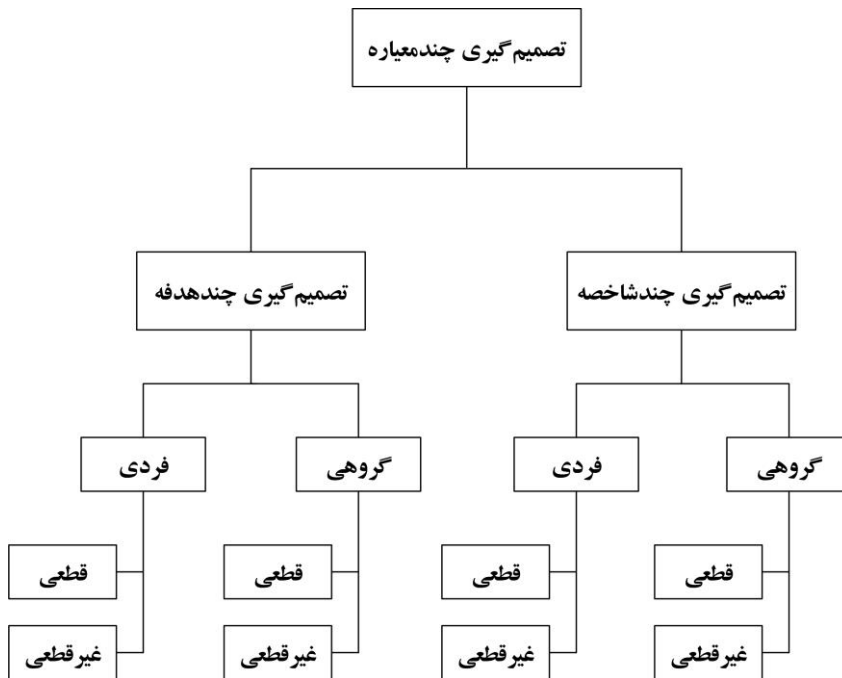 تصمیم‌گیری چندمعیاره
تصمیم‌گیری چندشاخصه
تصمیم‌گیری چندهدفه
گروهی
فردی
گروهی
فردی
قطعی
قطعی
قطعی
قطعی
غیرقطعی
غیرقطعی
غیرقطعی
غیرقطعی